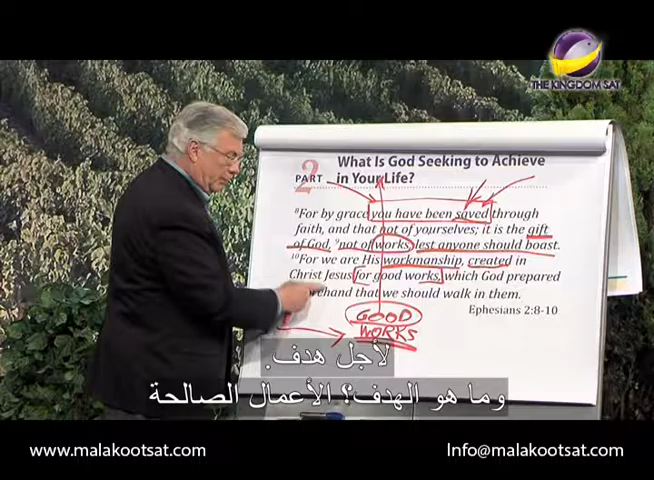 THE KINGDOM SAT
What Is God Seeking to Achieve
PART 2 in Your Life?
⁸For by grace you have been saved through
faith, and that not of yourselves; it is the gift
of God, ⁹not of works, lest anyone should boast.
¹⁰For we are His workmanship, created in
Christ Jesus for good works, which God prepared
that we should walk in them.
Ephesians 2:8-10
GOOD
WORKS
لأجل هدف.
وما هو الهدف؟ الأعمال الصالحة
www.malakootsat.com
Info@malakootsat.com